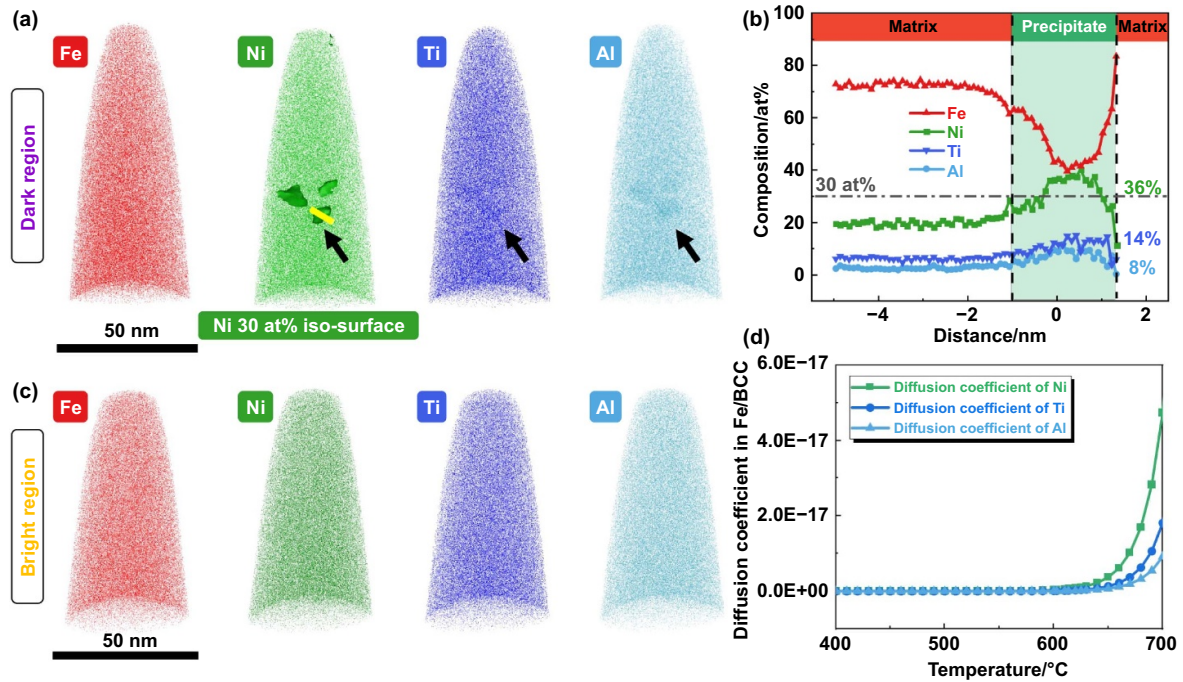 (a)
Fe
Ni
Ti
Al
Dark region
50 nm
Ni 30 at% iso-surface
(b)
Matrix
Precipitate
Matrix
100
80
60
40
20
0
Composition/at%
Fe
Ni
Ti
Al
30 at%
36%
14%
8%
−4
−2
0
2
Distance/nm
(c)
Fe
Ni
Ti
Al
Bright region
50 nm
(d)
6.0E−17
4.0E−17
2.0E−17
0.0E+00
Diffusion coefficient in Fe/BCC
Diffusion coefficient of Ni
Diffusion coefficient of Ti
Diffusion coefficient of Al
400
500
600
700
Temperature/°C